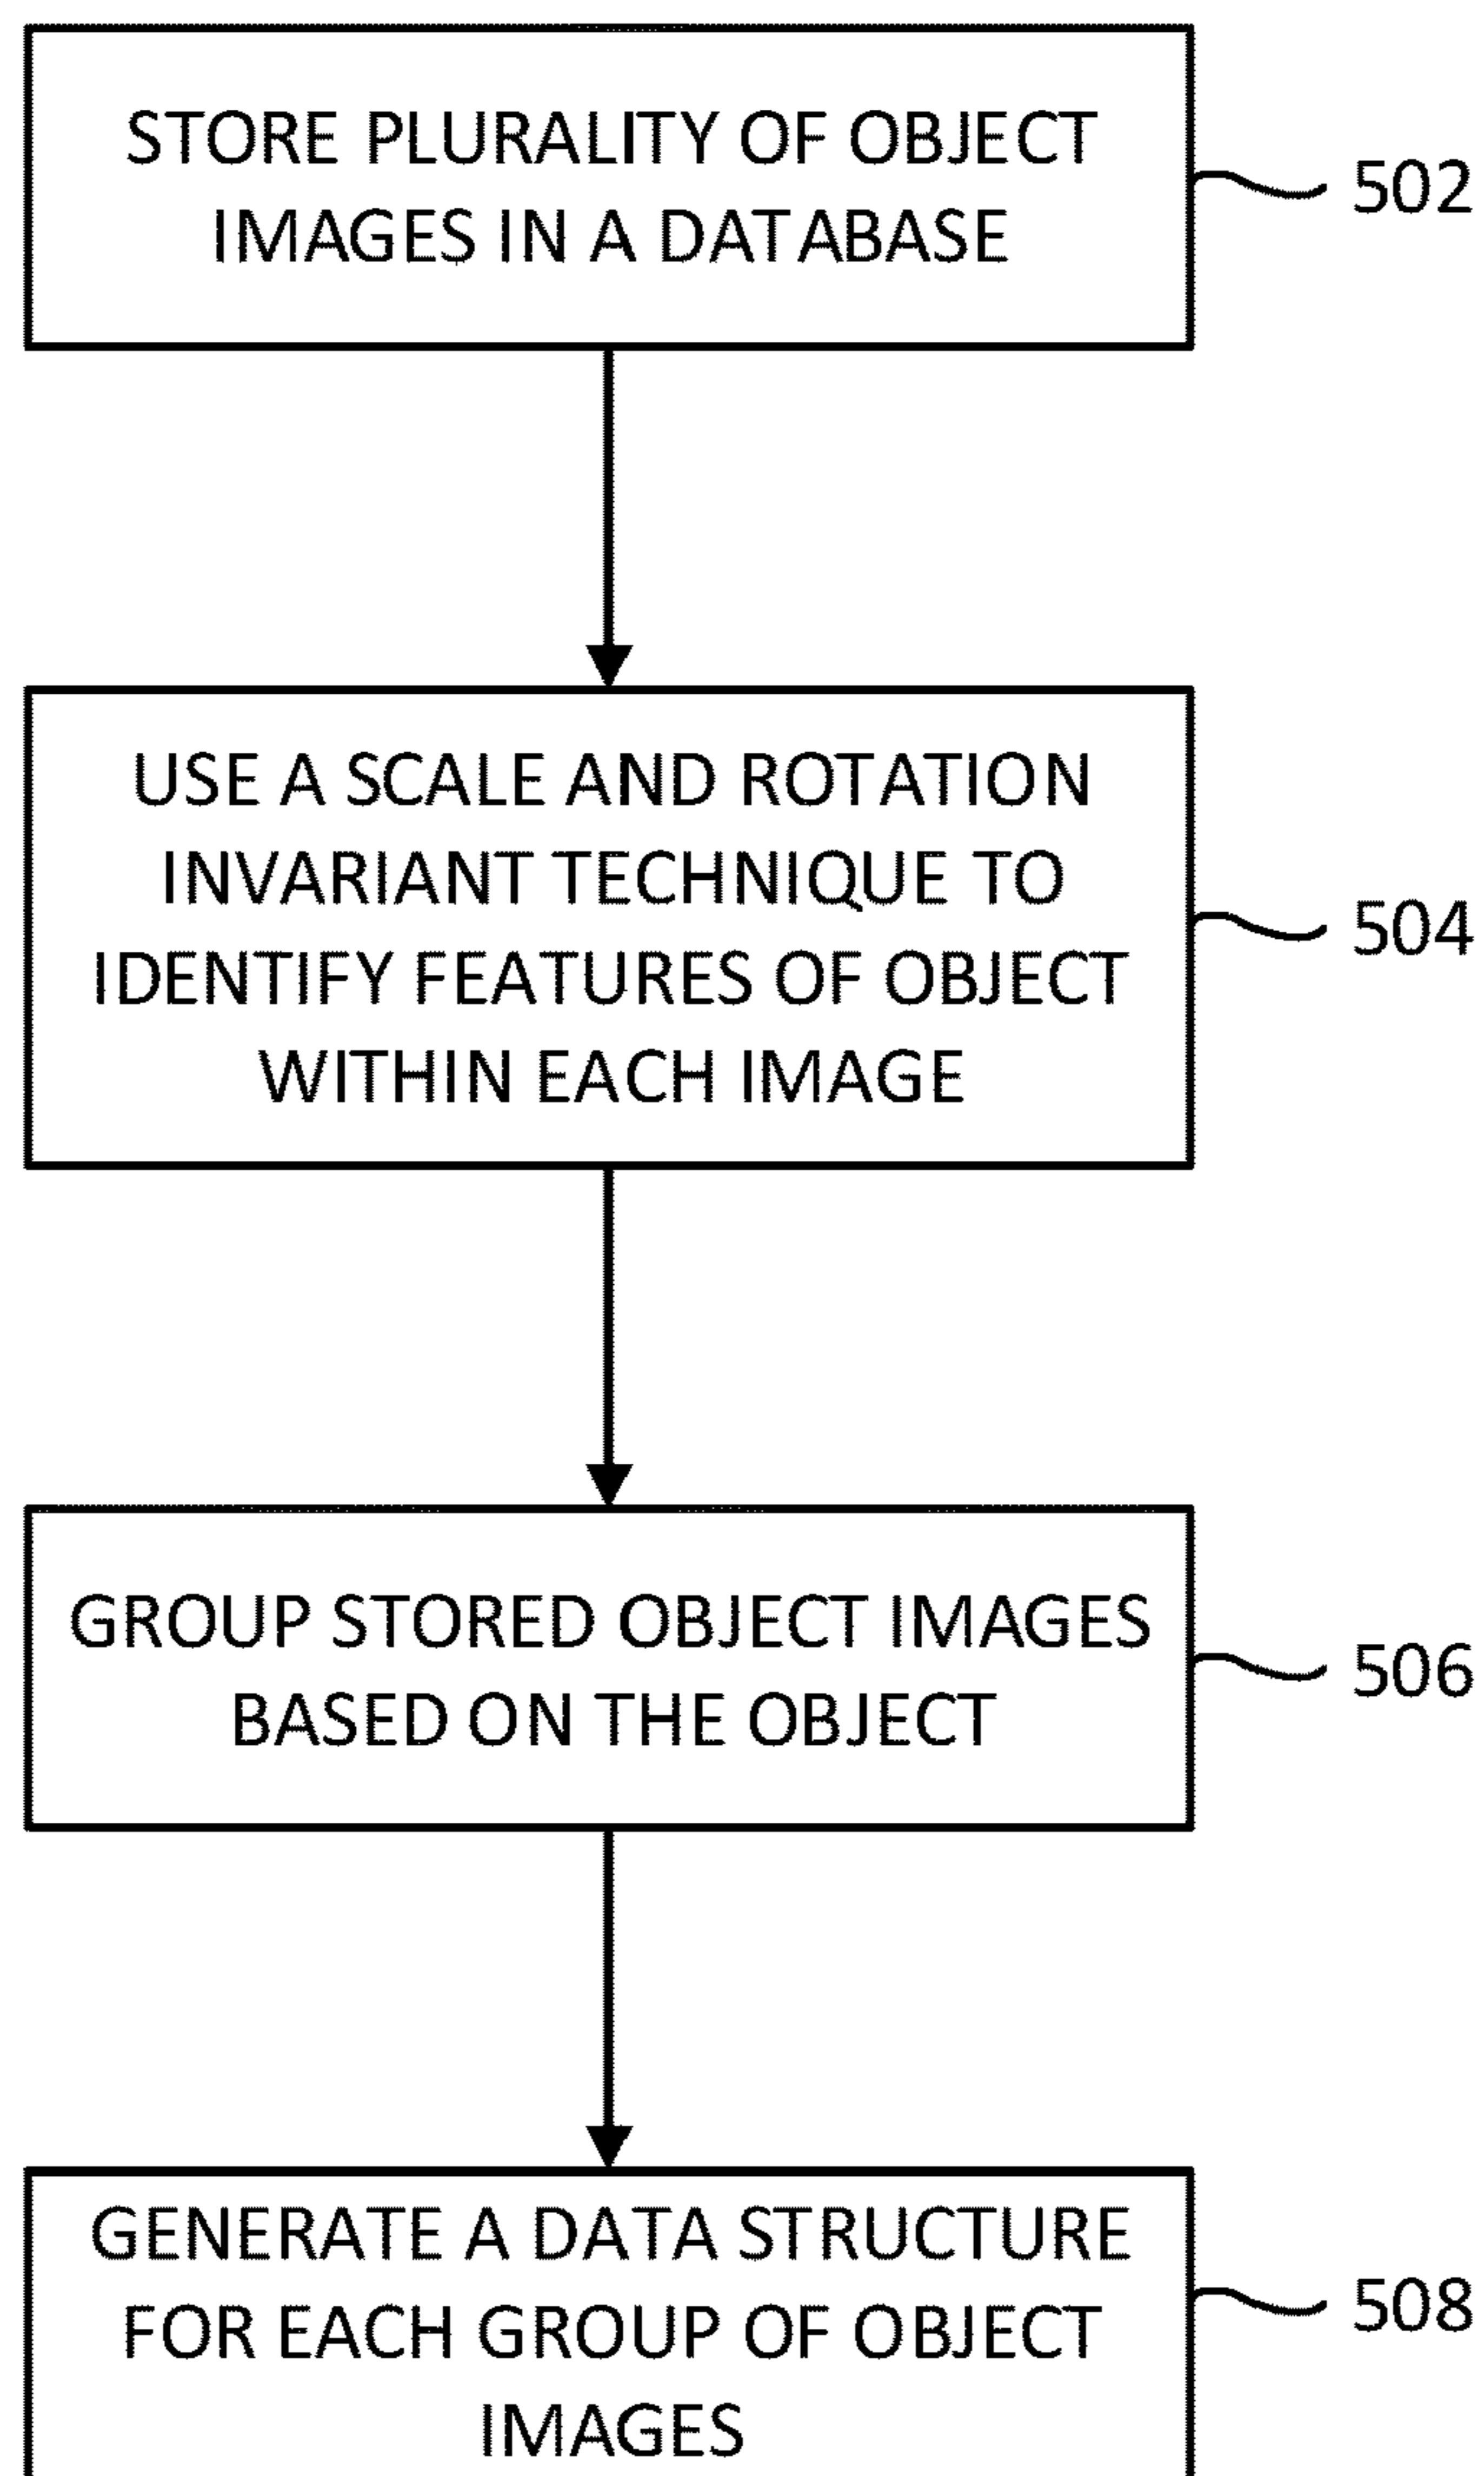 STORE PLURALITY OF OBJECT
IMAGES IN A DATABASE
502
USE A SCALE AND ROTATION
INVARIANT TECHNIQUE TO
IDENTIFY FEATURES OF OBJECT
WITHIN EACH IMAGE
504
GROUP STORED OBJECT IMAGES
BASED ON THE OBJECT
506
GENERATE A DATA STRUCTURE
FOR EACH GROUP OF OBJECT
IMAGES
508